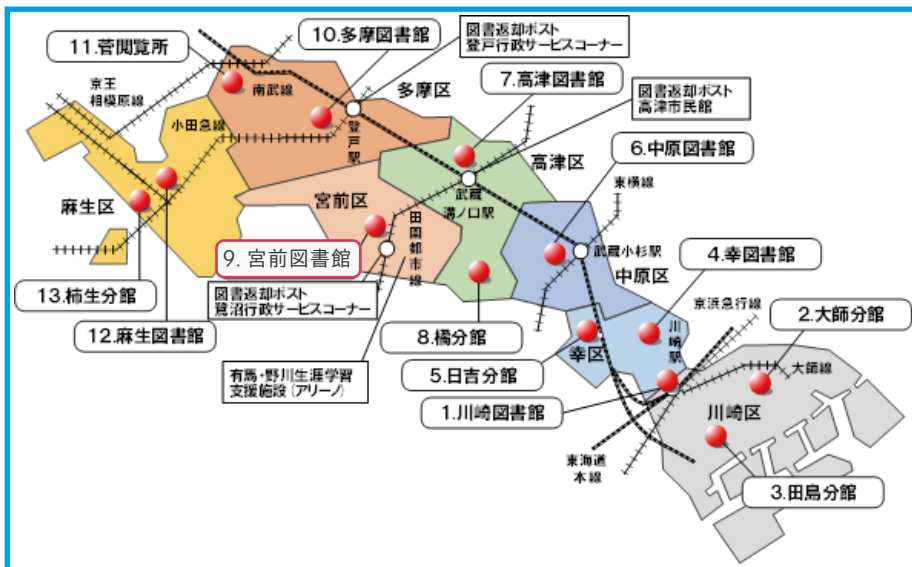 10.多摩図書館
図書返却ポスト
登戸行政サービスコーナー
11.菅閲覧所
7.高津図書館
京王
相模原線
南武線
多摩区
図書返却ポスト
高津市民館
小田急線
登戸駅
6.中原図書館
高津区
東横線
宮前区
武蔵
溝ノ口駅
麻生区
田園都市線
武蔵小杉駅
4.幸図書館
9. 宮前図書館
中原区
13.柿生分館
図書返却ポスト
鷺沼行政サービスコーナー
京浜急行線
2.大師分館
12.麻生図書館
8.橘分館
川崎駅
幸区
大師線
有馬・野川生涯学習
支援施設(アリーノ)
5.日吉分館
1.川崎図書館
川崎区
東海道
本線
3.田島分館